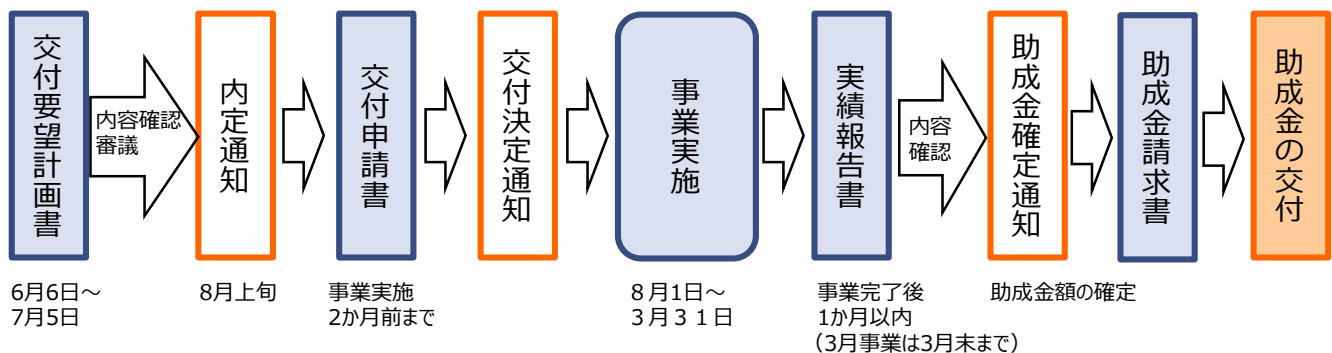 交付要望計画書
内容確認
審議
内定通知
交付申請書
交付決定通知
事業実施
実績報告書
内容
確認
助成金確定通知
助成金請求書
助成金の交付
6月6日～
7月5日
8月上旬
事業実施
2か月前まで
８月1日～
３月３１日
事業完了後
1か月以内
（3月事業は3月末まで）
助成金額の確定